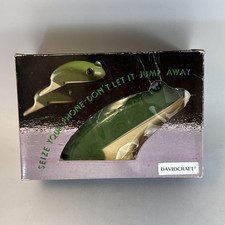 SEIZE YOUR PHONE-DON'T LET IT JUMP AWAY
DAVIDCRAFT®